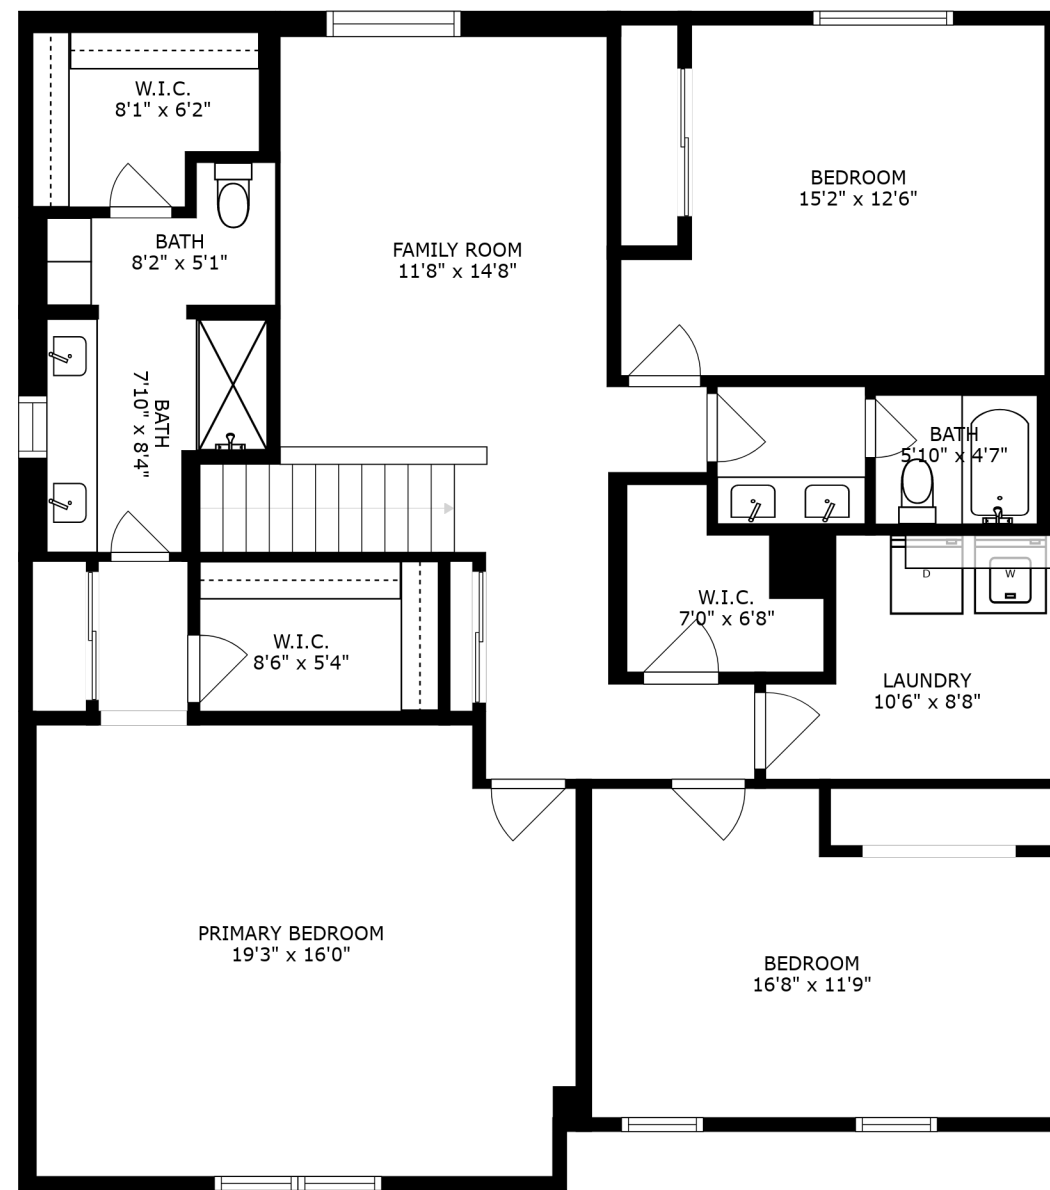 W.I.C.
8'1" x 6'2"
BEDROOM
15'2" x 12'6"
BATH
8'2" x 5'1"
FAMILY ROOM
11'8" x 14'8"
BATH
7'10" x 8'4"
BATH
5'10" x 4'7"
D
W
W.I.C.
7'0" x 6'8"
W.I.C.
8'6" x 5'4"
LAUNDRY
10'6" x 8'8"
PRIMARY BEDROOM
19'3" x 16'0"
BEDROOM
16'8" x 11'9"